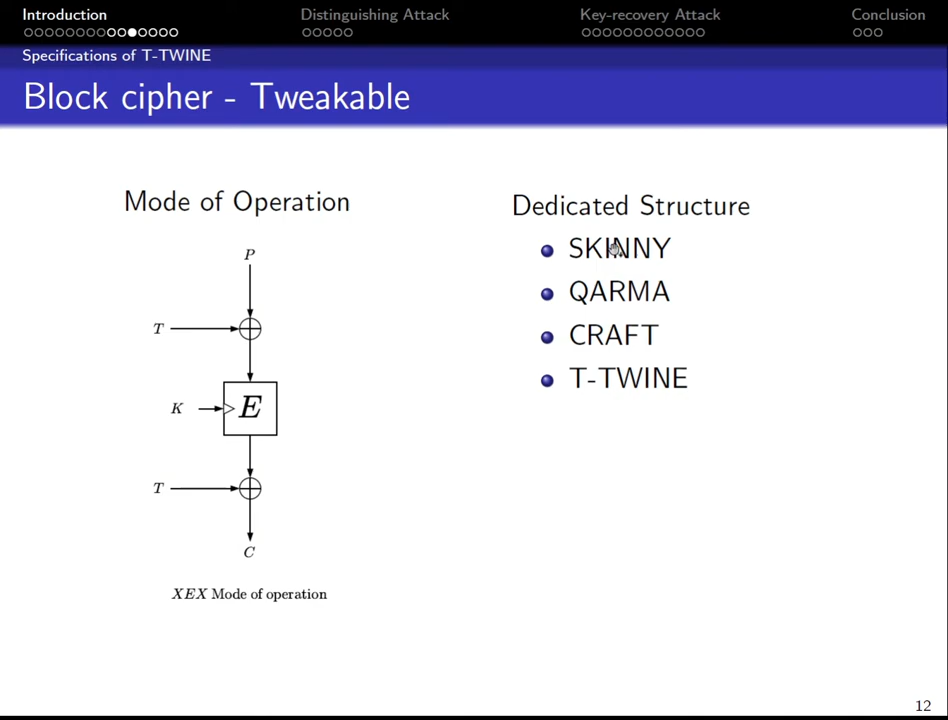 Introduction
Distinguishing Attack
Key-recovery Attack
Conclusion
Specifications of T-TWINE
Block cipher - Tweakable
Mode of Operation
P
T
K
E
T
C
XEX Mode of operation
Dedicated Structure
SKINNY
QARMA
CRAFT
T-TWINE
12